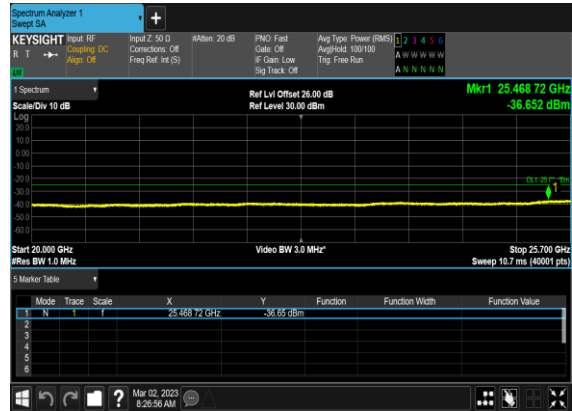 Spectrum Analyzer 1
Swept SA
+
KEYSIGHT
R T
LW
Input: RF
Coupling: DC
Align: Off
Input Z: 50 Ω
Corrections: Off
Freq Ref: Int (S)
#Atten: 20 dB
PNO: Fast
Gate: Off
IF Gain: Low
Sig Track: Off
Avg Type: Power (RMS)
Avg|Hold: 100/100
Trig: Free Run
1 2 3 4 5 6
A W W W W W
A N N N N N
1 Spectrum
Scale/Div 10 dB
Ref Lvl Offset 26.00 dB
Ref Level 30.00 dBm
Mkr1 25.468 72 GHz
-36.652 dBm
Log
20.0
10.0
0.00
-10.0
-20.0
-30.0
-40.0
-50.0
-60.0
1
Start 20.000 GHz
#Res BW 1.0 MHz
Video BW 3.0 MHz*
Stop 25.700 GHz
Sweep 10.7 ms (40001 pts)
5 Marker Table
Mode Trace Scale X Y Function Function Width Function Value
1 N 1 f 25.468 72 GHz -36.65 dBm
2
3
4
5
6
?
Mar 02, 2023
8:26:56 AM